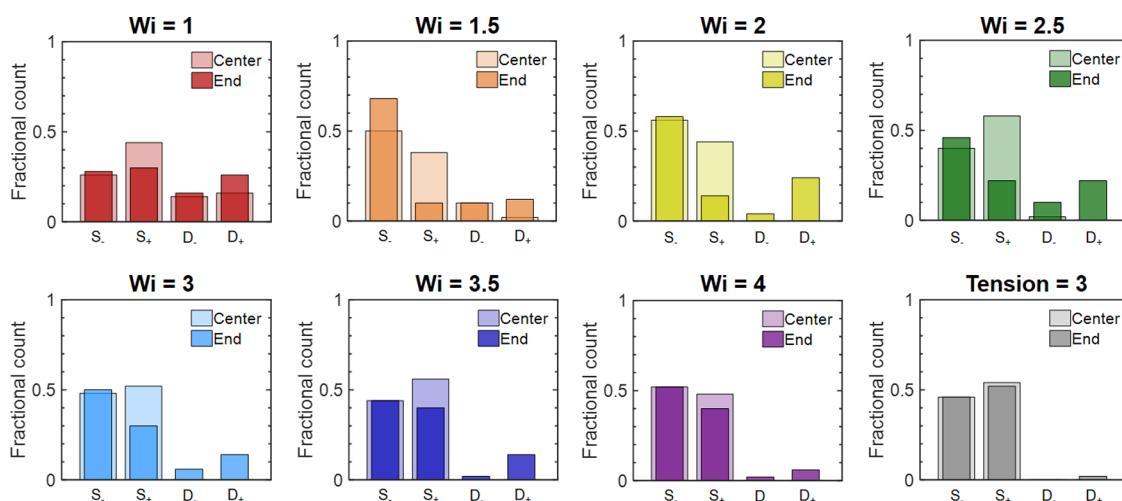 Wi = 1
1
0.5
0
Fractional count
Center
End
S₋ S₊ D₋ D₊
Wi = 1.5
1
0.5
0
Fractional count
Center
End
S₋ S₊ D₋ D₊
Wi = 2
1
0.5
0
Fractional count
Center
End
S₋ S₊ D₋ D₊
Wi = 2.5
1
0.5
0
Fractional count
Center
End
S₋ S₊ D₋ D₊
Wi = 3
1
0.5
0
Fractional count
Center
End
S₋ S₊ D₋ D₊
Wi = 3.5
1
0.5
0
Fractional count
Center
End
S₋ S₊ D₋ D₊
Wi = 4
1
0.5
0
Fractional count
Center
End
S₋ S₊ D₋ D₊
Tension = 3
1
0.5
0
Fractional count
Center
End
S₋ S₊ D₋ D₊